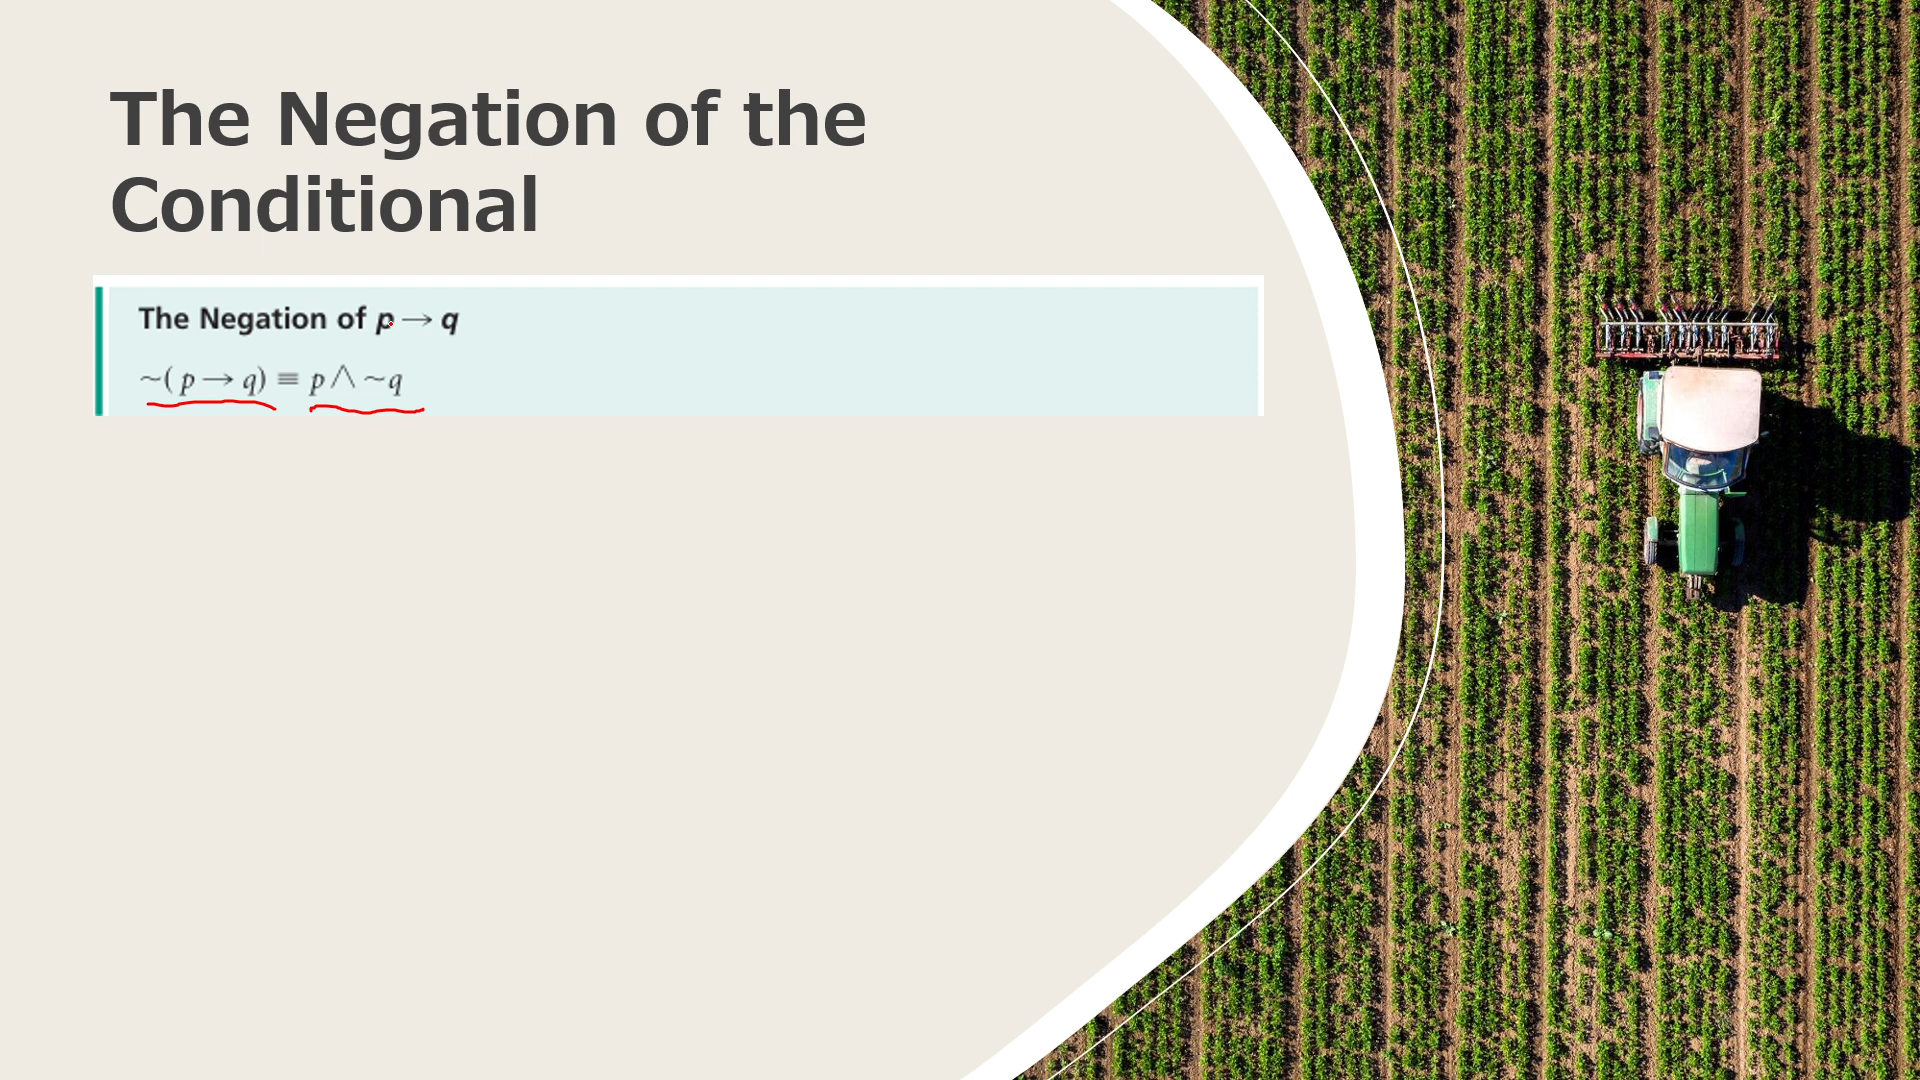 The Negation of the
Conditional
The Negation of p → q
~( p → q) ≡ p ∧ ~q